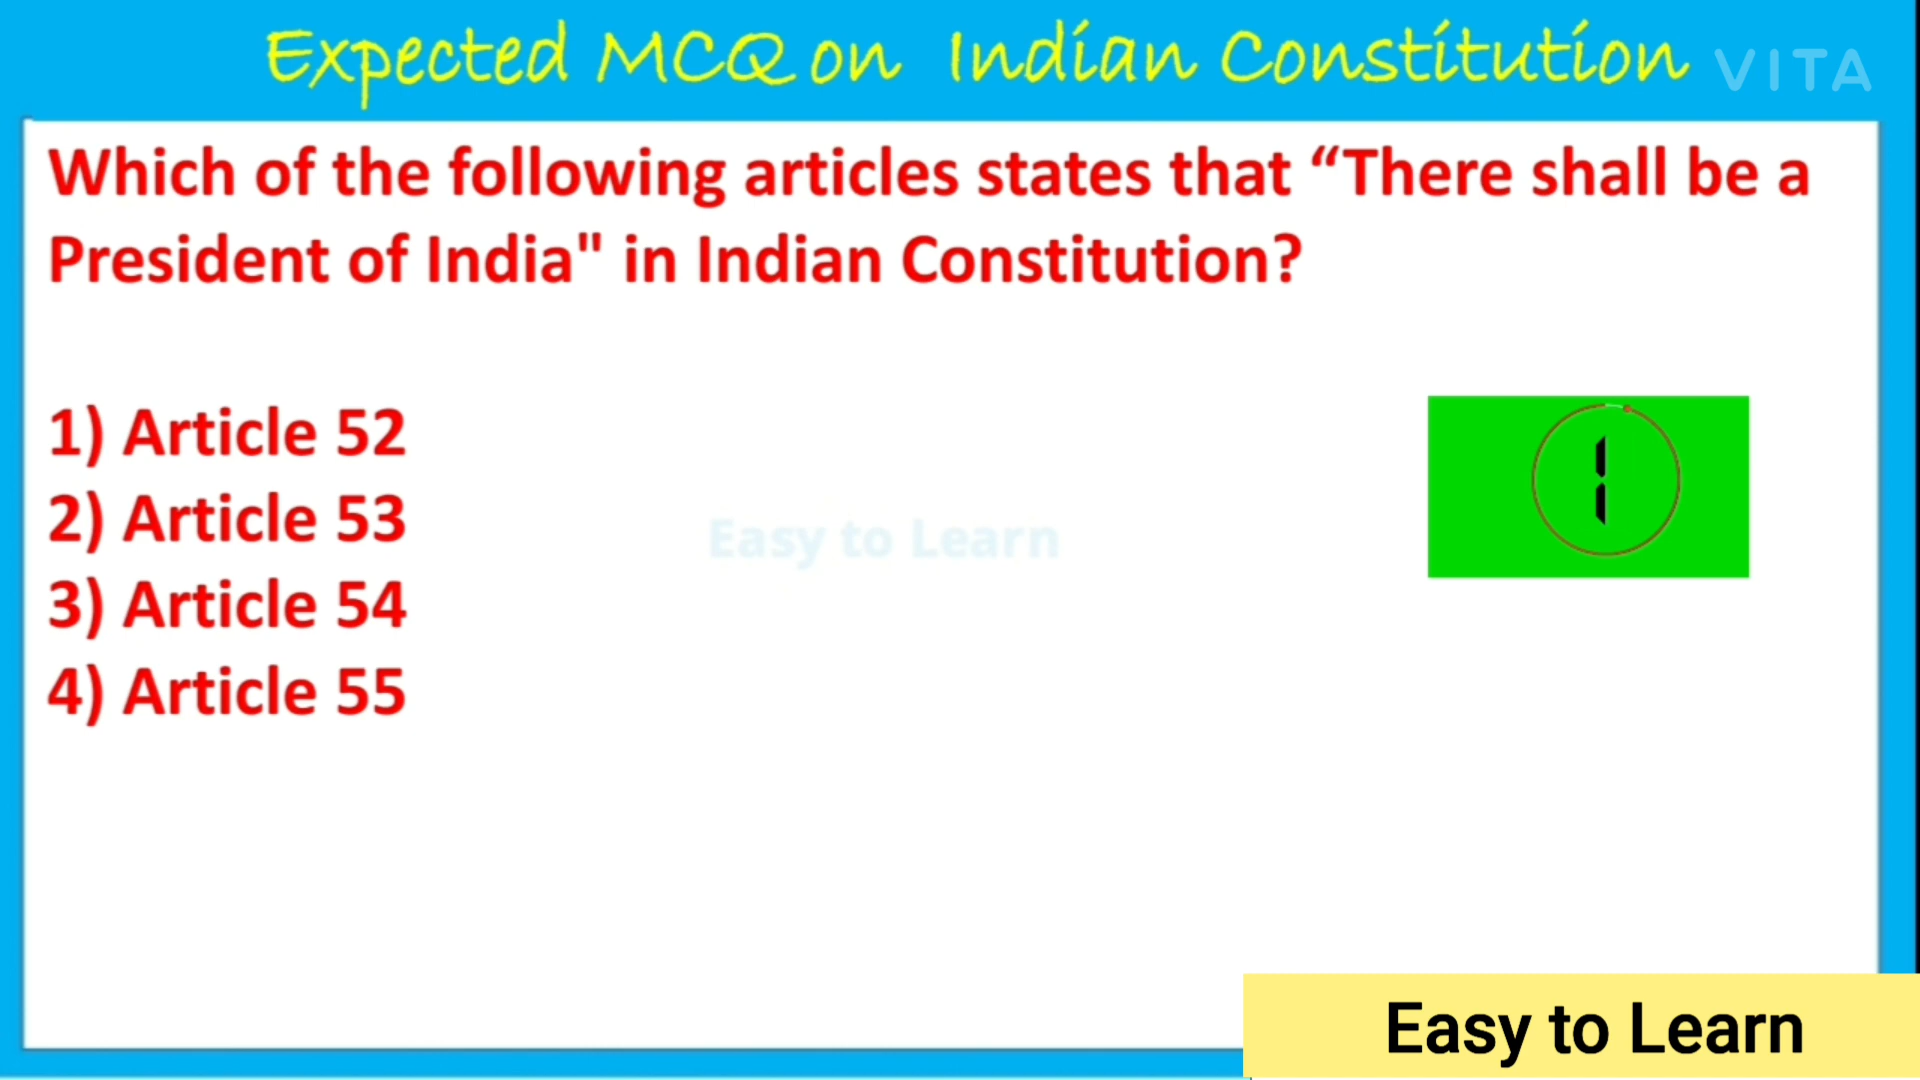 Expected MCQ on Indian Constitution
VITA
Which of the following articles states that “There shall be a
President of India" in Indian Constitution?
1) Article 52
2) Article 53
3) Article 54
4) Article 55
1
Easy to Learn
Easy to Learn